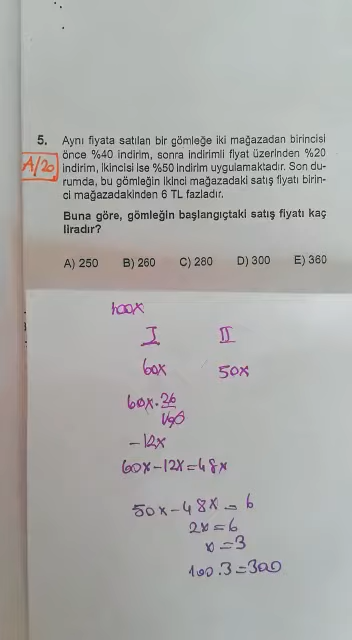 5. Aynı fiyata satılan bir gömleğe iki mağazadan birincisi
önce %40 indirim, sonra indirimli fiyat üzerinden %20
A/20 indirim, ikincisi ise %50 indirim uygulamaktadır. Son du-
rumda, bu gömleğin ikinci mağazadaki satış fiyatı birin-
ci mağazadakinden 6 TL fazladır.
Buna göre, gömleğin başlangıçtaki satış fiyatı kaç
liradır?
A) 250 B) 260 C) 280 D) 300 E) 360
100x
I II
60x 50x
60x.20
100
-12x
60x-12x=48x
50x-48x=6
2x=6
x=3
100.3=300